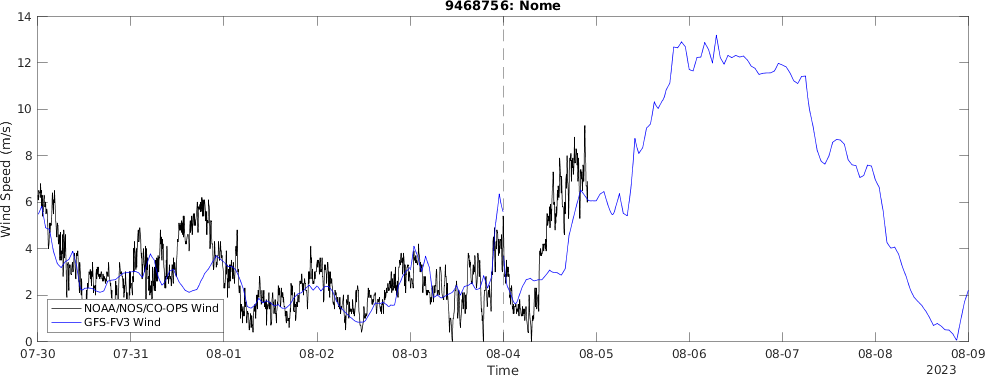 9468756: Nome
14
12
10
8
6
4
2
0
Wind Speed (m/s)
NOAA/NOS/CO-OPS Wind
GFS-FV3 Wind
07-30 07-31 08-01 08-02 08-03 08-04 08-05 08-06 08-07 08-08 08-09
Time
2023